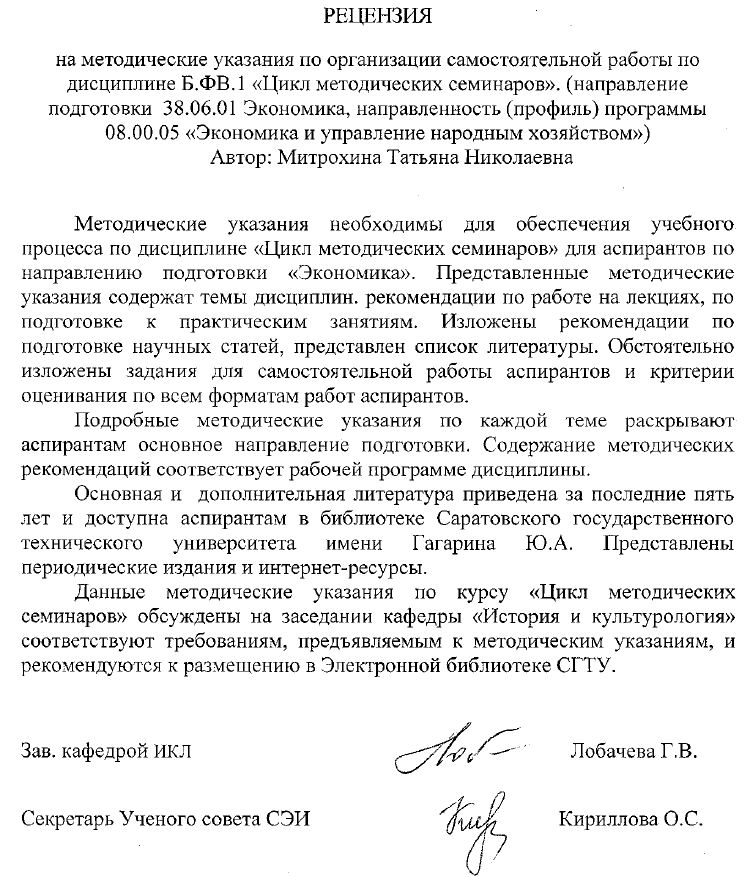 РЕЦЕНЗИЯ
на методические указания по организации самостоятельной работы по
дисциплине Б.ФВ.1 «Цикл методических семинаров». (направление
подготовки 38.06.01 Экономика, направленность (профиль) программы
08.00.05 «Экономика и управление народным хозяйством»)
Автор: Митрохина Татьяна Николаевна
Методические указания необходимы для обеспечения учебного
процесса по дисциплине «Цикл методических семинаров» для аспирантов по
направлению подготовки «Экономика». Представленные методические
указания содержат темы дисциплин. рекомендации по работе на лекциях, по
подготовке к практическим занятиям. Изложены рекомендации по
подготовке научных статей, представлен список литературы. Обстоятельно
изложены задания для самостоятельной работы аспирантов и критерии
оценивания по всем форматам работ аспирантов.
Подробные методические указания по каждой теме раскрывают
аспирантам основное направление подготовки. Содержание методических
рекомендаций соответствует рабочей программе дисциплины.
Основная и дополнительная литература приведена за последние пять
лет и доступна аспирантам в библиотеке Саратовского государственного
технического университета имени Гагарина Ю.А. Представлены
периодические издания и интернет-ресурсы.
Данные методические указания по курсу «Цикл методических
семинаров» обсуждены на заседании кафедры «История и культурология»
соответствуют требованиям, предъявляемым к методическим указаниям, и
рекомендуются к размещению в Электронной библиотеке СГТУ.
Зав. кафедрой ИКЛ Лобачева Г.В.
Секретарь Ученого совета СЭИ Кириллова О.С.